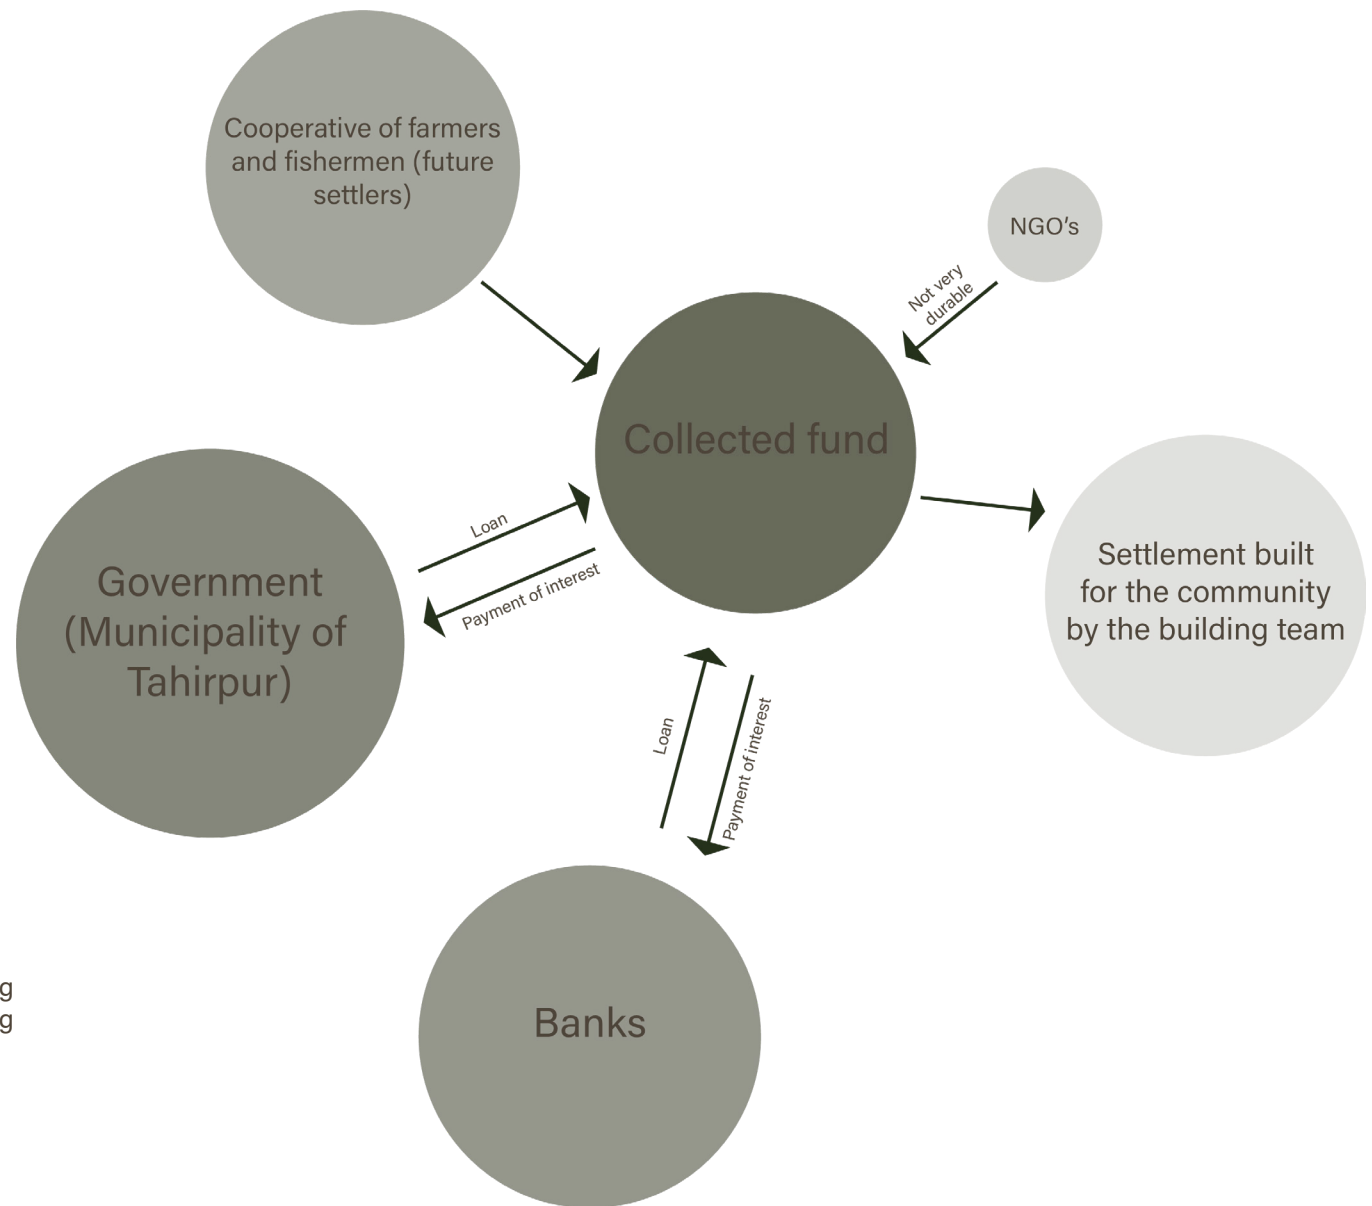 Cooperative of farmers
and fishermen (future
settlers)
NGO's
Not very
durable
Collected fund
Loan
Payment of interest
Government
(Municipality of
Tahirpur)
Settlement built
for the community
by the building team
Loan
Payment of interest
Banks
g
g